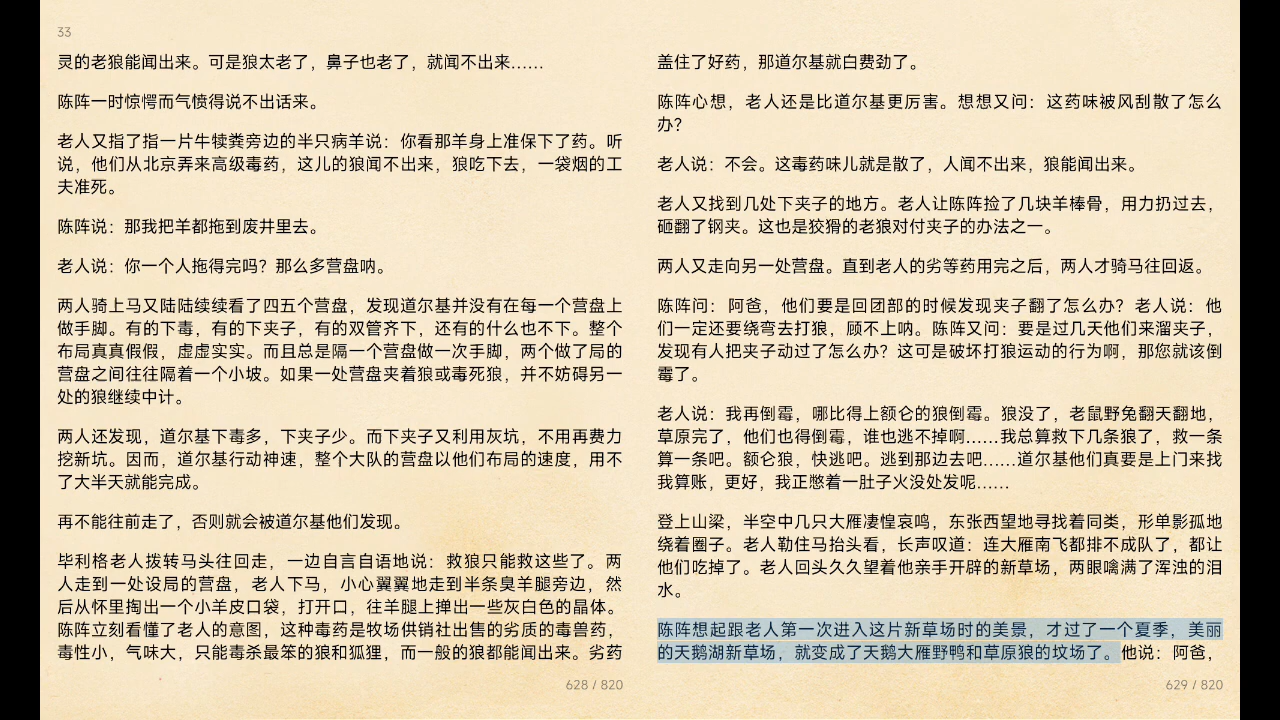 33
灵的老狼能闻出来。可是狼太老了，鼻子也老了，就闻不出来……
陈阵一时惊愕而气愤得说不出话来。
老人又指了指一片牛犊粪旁边的半只病羊说：你看那羊身上准保下了药。听
说，他们从北京弄来高级毒药，这儿的狼闻不出来，狼吃下去，一袋烟的工
夫准死。
陈阵说：那我把羊都拖到废井里去。
老人说：你一个人拖得完吗？那么多营盘呐。
两人骑上马又陆陆续续看了四五个营盘，发现道尔基并没有在每一个营盘上
做手脚。有的下毒，有的下夹子，有的双管齐下，还有的什么也不下。整个
布局真真假假，虚虚实实。而且总是隔一个营盘做一次手脚，两个做了局的
营盘之间往往隔着一个小坡。如果一处营盘夹着狼或毒死狼，并不妨碍另一
处的狼继续中计。
两人还发现，道尔基下毒多，下夹子少。而下夹子又利用灰坑，不用再费力
挖新坑。因而，道尔基行动神速，整个大队的营盘以他们布局的速度，用不
了大半天就能完成。
再不能往前走了，否则就会被道尔基他们发现。
毕利格老人拨转马头往回走，一边自言自语地说：救狼只能救这些了。两
人走到一处设局的营盘，老人下马，小心翼翼地走到半条臭羊腿旁边，然
后从怀里掏出一个小羊皮口袋，打开口，往羊腿上掸出一些灰白色的晶体。
陈阵立刻看懂了老人的意图，这种毒药是牧场供销社出售的劣质的毒兽药，
毒性小，气味大，只能毒杀最笨的狼和狐狸，而一般的狼都能闻出来。劣药
628 / 820
盖住了好药，那道尔基就白费劲了。
陈阵心想，老人还是比道尔基更厉害。想想又问：这药味被风刮散了怎么
办？
老人说：不会。这毒药味儿就是散了，人闻不出来，狼能闻出来。
老人又找到几处下夹子的地方。老人让陈阵捡了几块羊棒骨，用力扔过去，
砸翻了钢夹。这也是狡猾的老狼对付夹子的办法之一。
两人又走向另一处营盘。直到老人的劣等药用完之后，两人才骑马往回返。
陈阵问：阿爸，他们要是回团部的时候发现夹子翻了怎么办？老人说：他
们一定还要绕弯去打狼，顾不上呐。陈阵又问：要是过几天他们来溜夹子，
发现有人把夹子动过了怎么办？这可是破坏打狼运动的行为啊，那您就该倒
霉了。
老人说：我再倒霉，哪比得上额仑的狼倒霉。狼没了，老鼠野兔翻天翻地，
草原完了，他们也得倒霉，谁也逃不掉啊……我总算救下几条狼了，救一条
算一条吧。额仑狼，快逃吧。逃到那边去吧……道尔基他们真要是上门来找
我算账，更好，我正憋着一肚子火没处发呢……
登上山梁，半空中几只大雁凄惶哀鸣，东张西望地寻找着同类，形单影孤地
绕着圈子。老人勒住马抬头看，长声叹道：连大雁南飞都排不成队了，都让
他们吃掉了。老人回头久久望着他亲手开辟的新草场，两眼噙满了浑浊的泪
水。
陈阵想起跟老人第一次进入这片新草场时的美景，才过了一个夏季，美丽
的天鹅湖新草场，就变成了天鹅大雁野鸭和草原狼的坟场了。他说：阿爸，
629 / 820